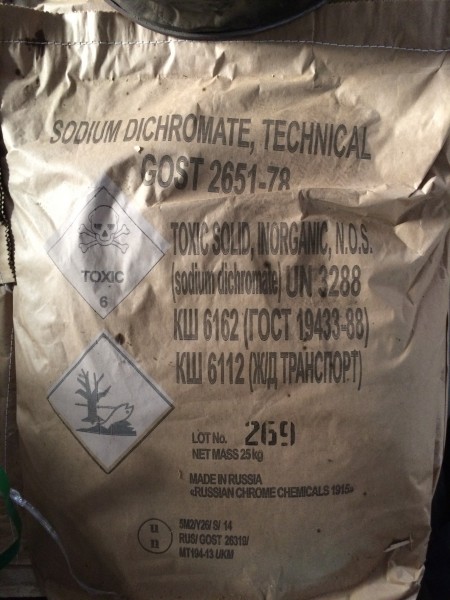 SODIUM DICHROMATE, TECHNICAL
GOST 2651-78
TOXIC
6
TOXIC SOLID, INORGANIC, N.O.S.
(sodium dichromate) UN 3288
КШ 6162 (ГОСТ 19433-88)
КШ 6112 (Ж/Д ТРАНСПОРТ)
LOT No. 269
NET MASS 25 kg
MADE IN RUSSIA
«RUSSIAN CHROME CHEMICALS 1915»
u
n
5M2/Y26/ S/ 14
RUS/ GOST 26319/
MT194-13-UKM